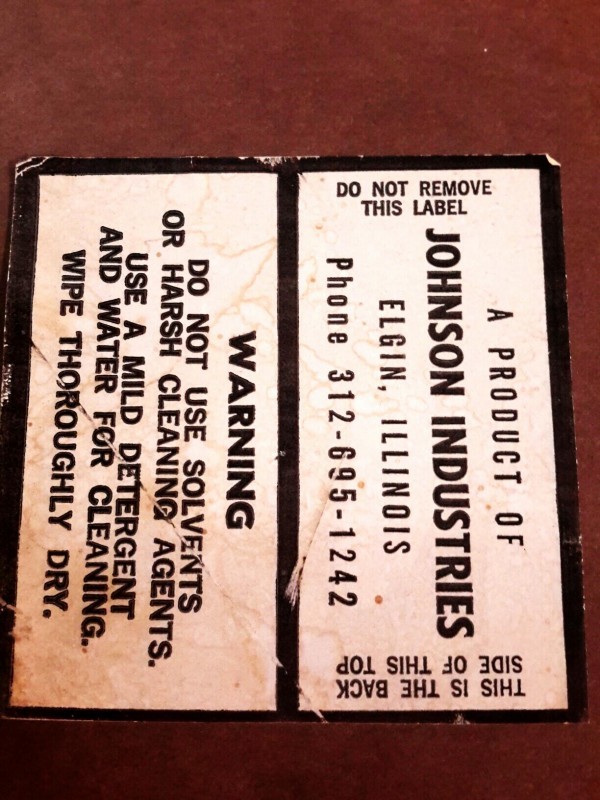 DO NOT REMOVE
THIS LABEL
A PRODUCT OF
JOHNSON INDUSTRIES
ELGIN, ILLINOIS
Phone 312-695-1242
THIS IS THE BACK
SIDE OF THIS TOP
WARNING
DO NOT USE SOLVENTS
OR HARSH CLEANING AGENTS.
USE A MILD DETERGENT
AND WATER FOR CLEANING.
WIPE THOROUGHLY DRY.